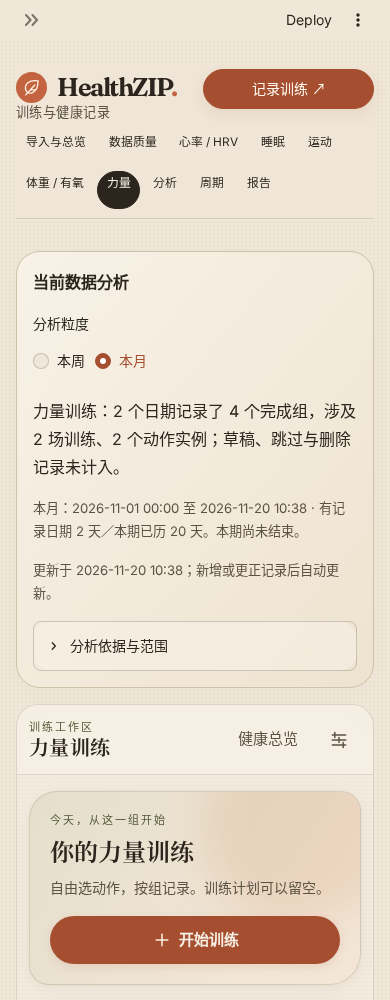 Deploy
HealthZIP.
记录训练 ↗
训练与健康记录
导入与总览 数据质量 心率 / HRV 睡眠 运动
体重 / 有氧 力量 分析 周期 报告
当前数据分析
分析粒度
本周 本月
力量训练：2 个日期记录了 4 个完成组，涉及
2 场训练、2 个动作实例；草稿、跳过与删除
记录未计入。
本月：2026-11-01 00:00 至 2026-11-20 10:38 · 有记
录日期 2 天／本期已历 20 天。本期尚未结束。
更新于 2026-11-20 10:38；新增或更正记录后自动更
新。
分析依据与范围
训练工作区
力量训练
健康总览
今天，从这一组开始
你的力量训练
自由选动作，按组记录。训练计划可以留空。
＋ 开始训练